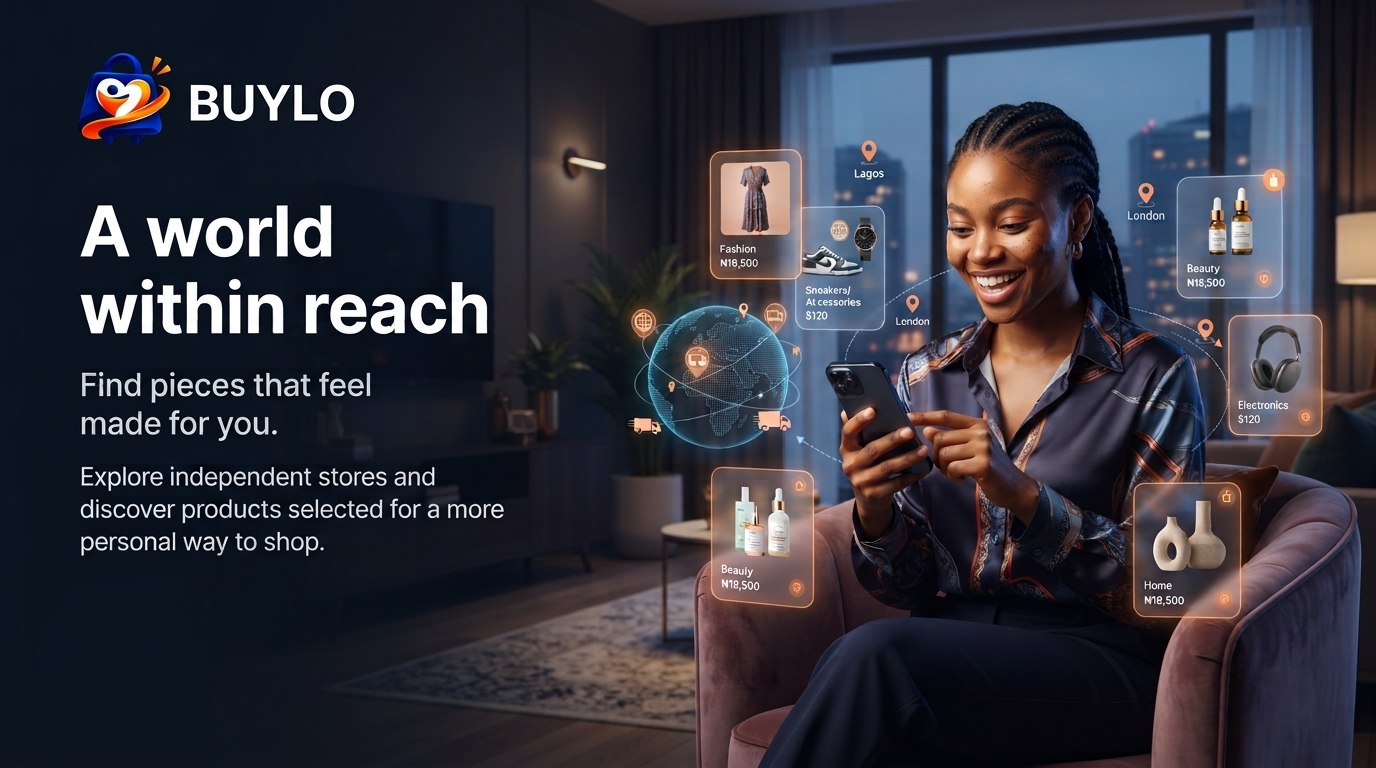 BUYLO
A world
within reach
Find pieces that feel
made for you.
Explore independent stores and
discover products selected for a more
personal way to shop.
Lagos
Fashion
₦18,500
Snoakers/
At cessories
$120
London
London
Beauty
₦18,500
Electronics
$120
Beauly
₦18,500
Home
₦18,500